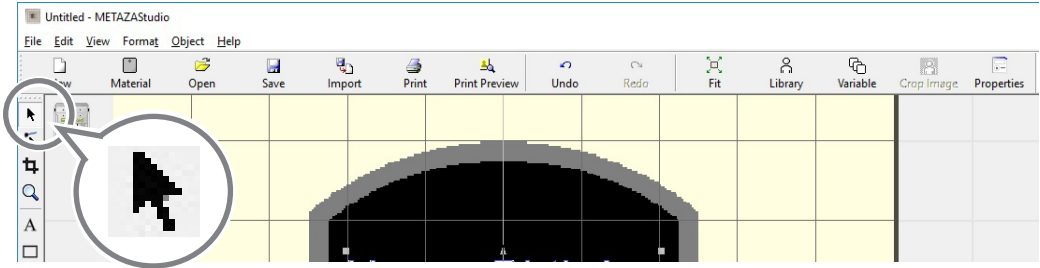 Untitled - METAZAStudio
File Edit View Format Object Help
Material Open Save Import Print Print Preview Undo Redo Fit Library Variable Crop Image Properties
A